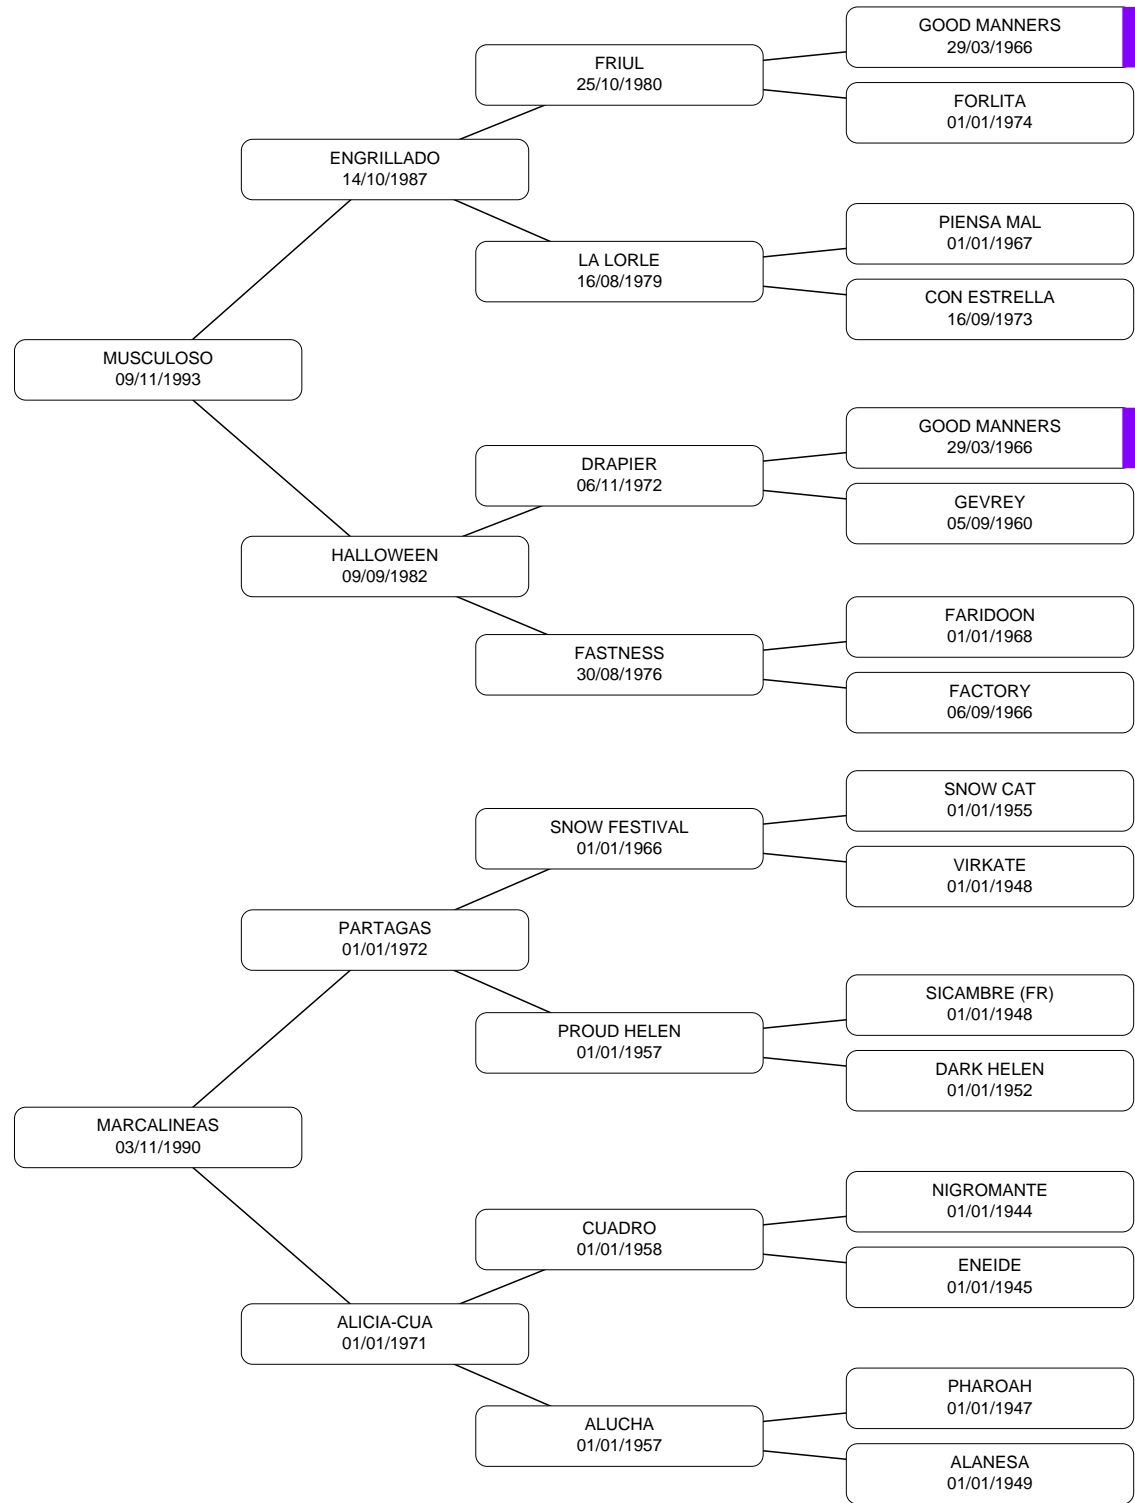 GOOD MANNERS
29/03/1966
FRIUL
25/10/1980
FORLITA
01/01/1974
ENGRILLADO
14/10/1987
PIENSA MAL
01/01/1967
LA LORLE
16/08/1979
CON ESTRELLA
16/09/1973
MUSCULOSO
09/11/1993
GOOD MANNERS
29/03/1966
DRAPIER
06/11/1972
GEVREY
05/09/1960
HALLOWEEN
09/09/1982
FARIDOON
01/01/1968
FASTNESS
30/08/1976
FACTORY
06/09/1966
SNOW CAT
01/01/1955
SNOW FESTIVAL
01/01/1966
VIRKATE
01/01/1948
PARTAGAS
01/01/1972
SICAMBRE (FR)
01/01/1948
PROUD HELEN
01/01/1957
DARK HELEN
01/01/1952
MARCALINEAS
03/11/1990
NIGROMANTE
01/01/1944
CUADRO
01/01/1958
ENEIDE
01/01/1945
ALICIA-CUA
01/01/1971
PHAROAH
01/01/1947
ALUCHA
01/01/1957
ALANESA
01/01/1949